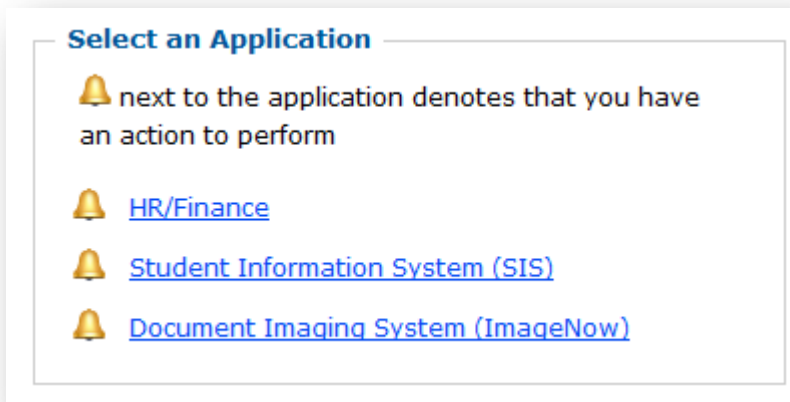 Select an Application
next to the application denotes that you have
an action to perform
HR/Finance
Student Information System (SIS)
Document Imaging System (ImageNow)